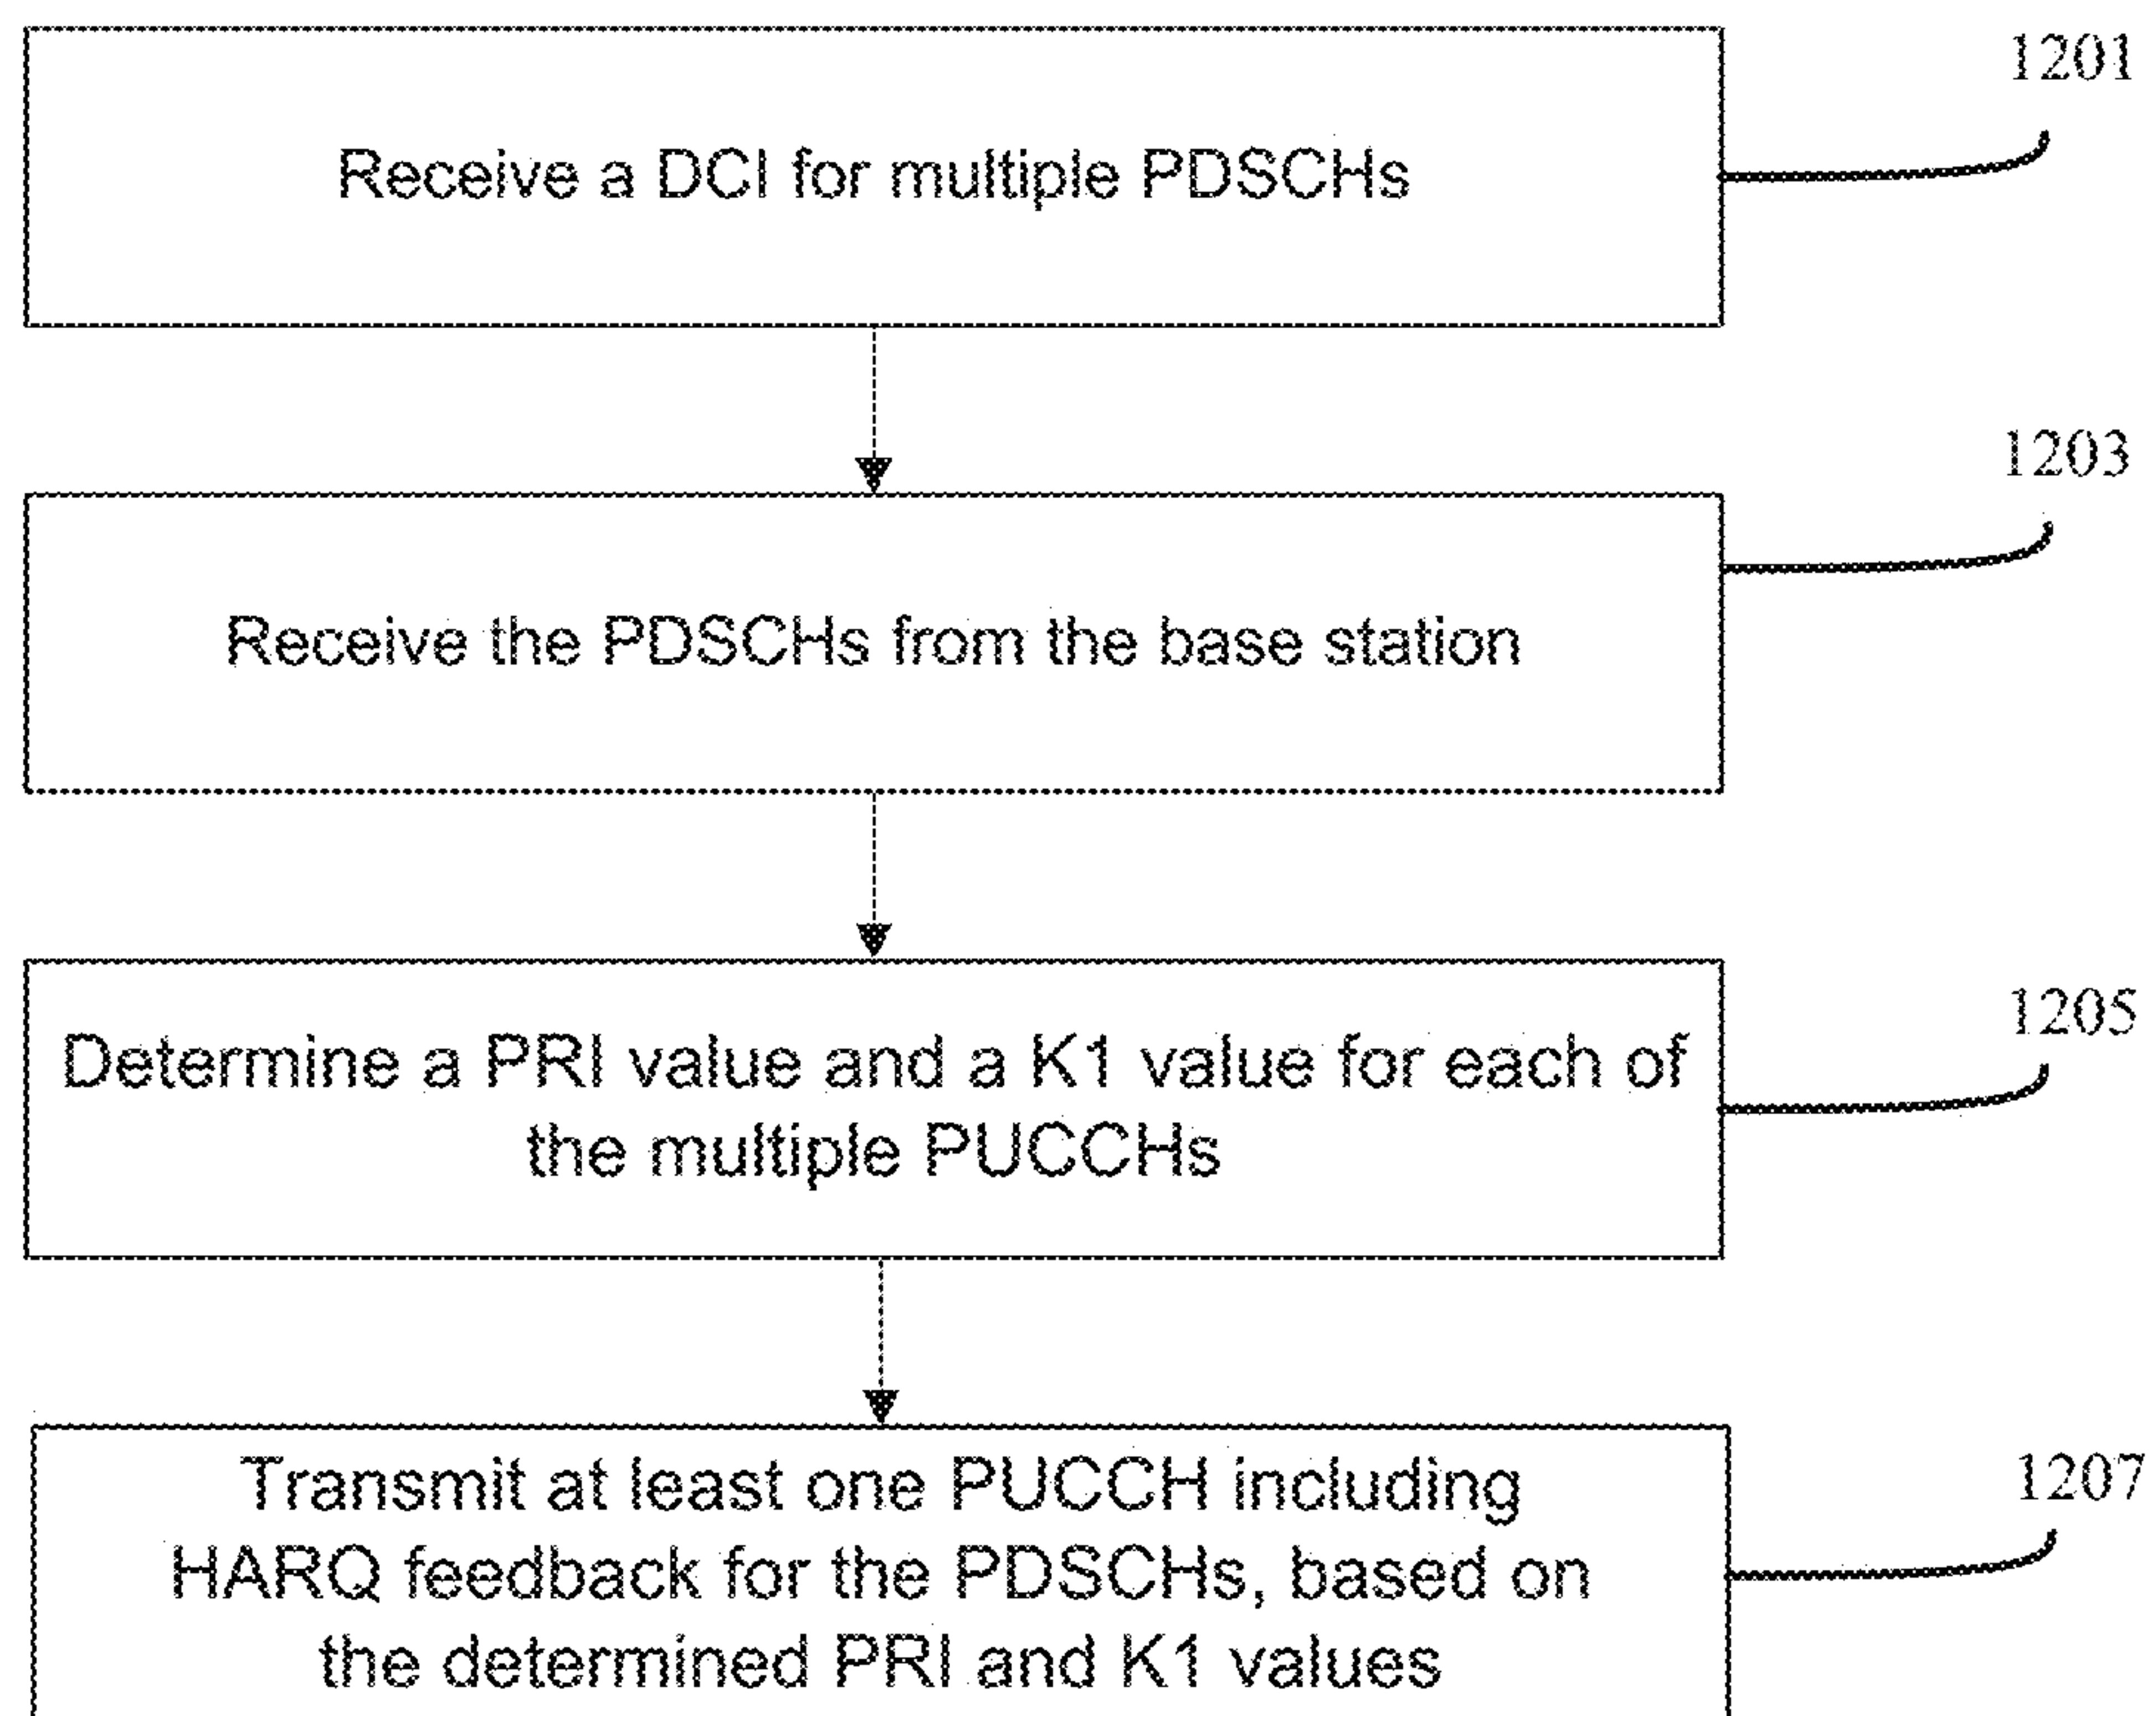 1201
Receive a DCI for multiple PDSCHs
1203
Receive the PDSCHs from the base station
1205
Determine a PRI value and a K1 value for each of
the multiple PUCCHs
1207
Transmit at least one PUCCH including
HARQ feedback for the PDSCHs, based on
the determined PRI and K1 values